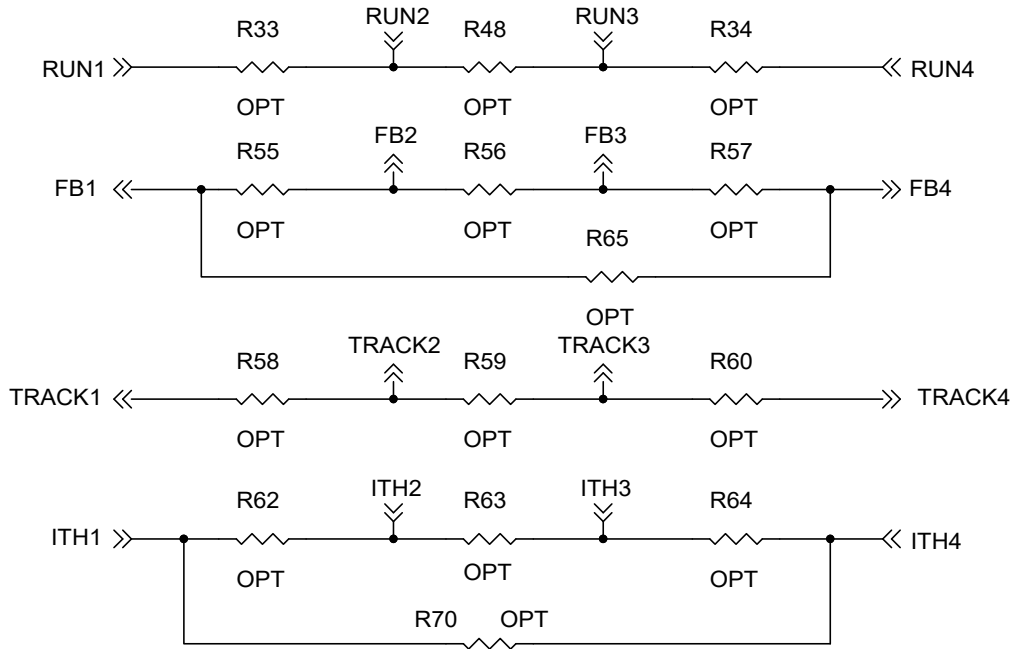 RUN2 RUN3
R33 R48 R34
RUN1 RUN4
OPT OPT OPT
FB2 FB3
R55 R56 R57
FB1 FB4
OPT OPT OPT
R65
OPT
TRACK2 TRACK3
R58 R59 R60
TRACK1 TRACK4
OPT OPT OPT
ITH2 ITH3
R62 R63 R64
ITH1 ITH4
OPT OPT OPT
R70 OPT